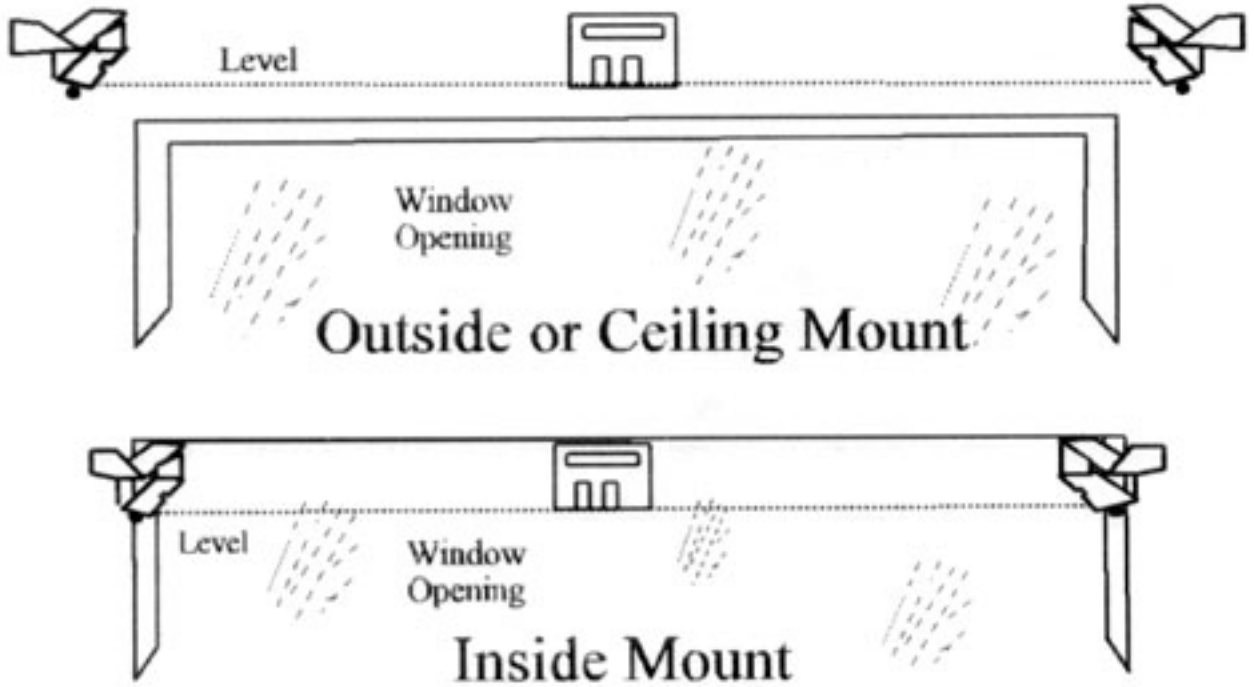 Level
Window
Opening
Outside or Ceiling Mount
Level
Window
Opening
Inside Mount